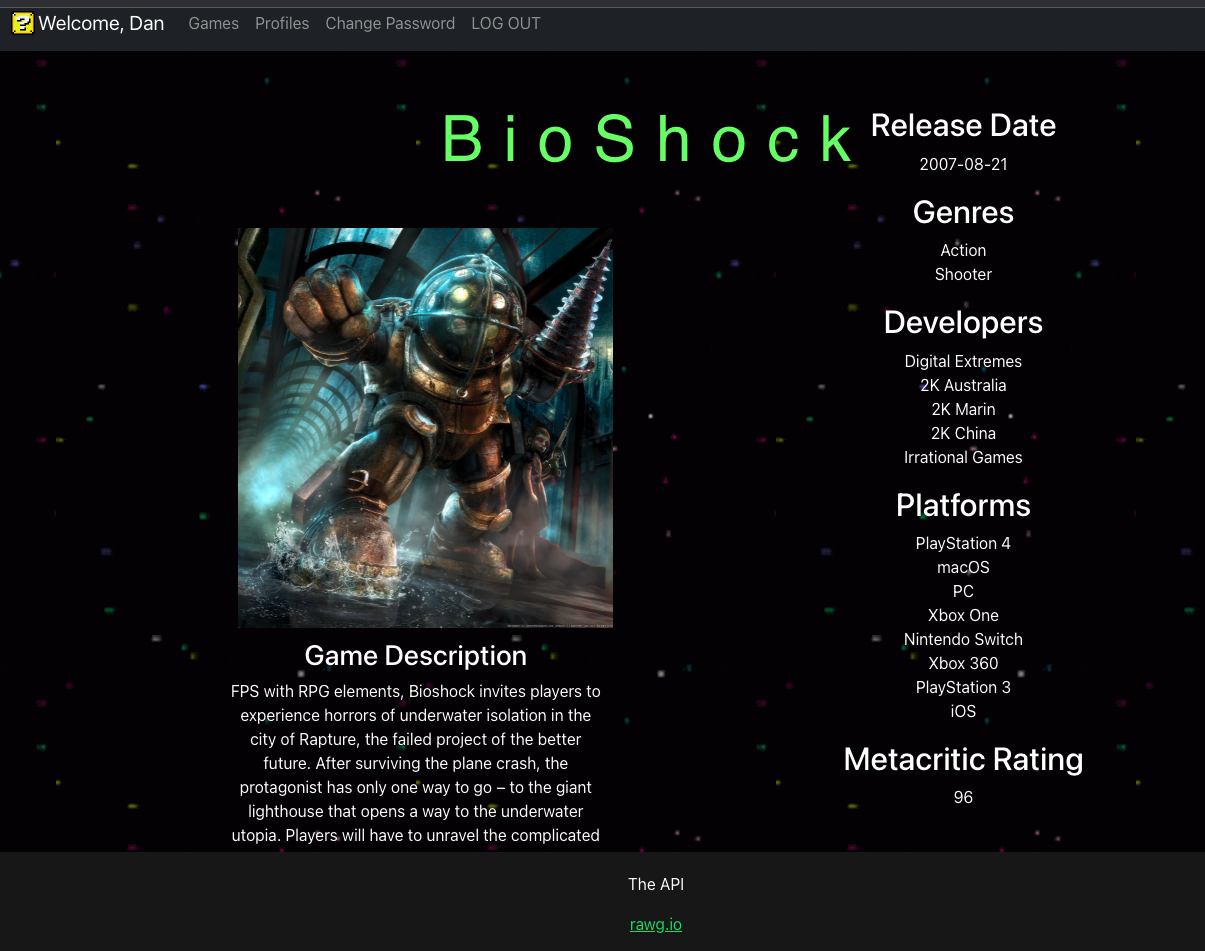 Welcome, Dan Games Profiles Change Password LOG OUT
BioShock
Game Description
FPS with RPG elements, Bioshock invites players to
experience horrors of underwater isolation in the
city of Rapture, the failed project of the better
future. After surviving the plane crash, the
protagonist has only one way to go – to the giant
lighthouse that opens a way to the underwater
utopia. Players will have to unravel the complicated
Release Date
2007-08-21
Genres
Action
Shooter
Developers
Digital Extremes
2K Australia
2K Marin
2K China
Irrational Games
Platforms
PlayStation 4
macOS
PC
Xbox One
Nintendo Switch
Xbox 360
PlayStation 3
iOS
Metacritic Rating
96
The API
rawg.io